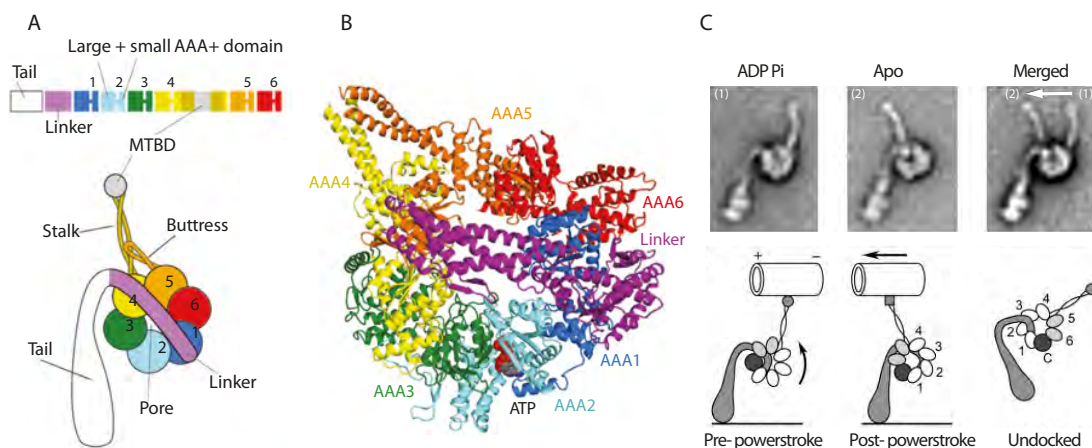 A
Large + small AAA+ domain
Tail
1 2 3 4 5 6
Linker
MTBD
Stalk
Buttress
5
4
6
3
2
Tail
Linker
Pore
B
AAA5
AAA4
AAA6
Linker
AAA1
AAA3
ATP
AAA2
C
ADP Pi
Apo
Merged
(1)
(2)
(2) (1)
+ –
3 4
5
2
6
1 C
4
3
2
1
Pre- powerstroke
Post- powerstroke
Undocked